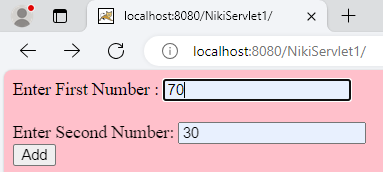 localhost:8080/NikiServlet1/
localhost:8080/NikiServlet1/
Enter First Number : 70
Enter Second Number: 30
Add